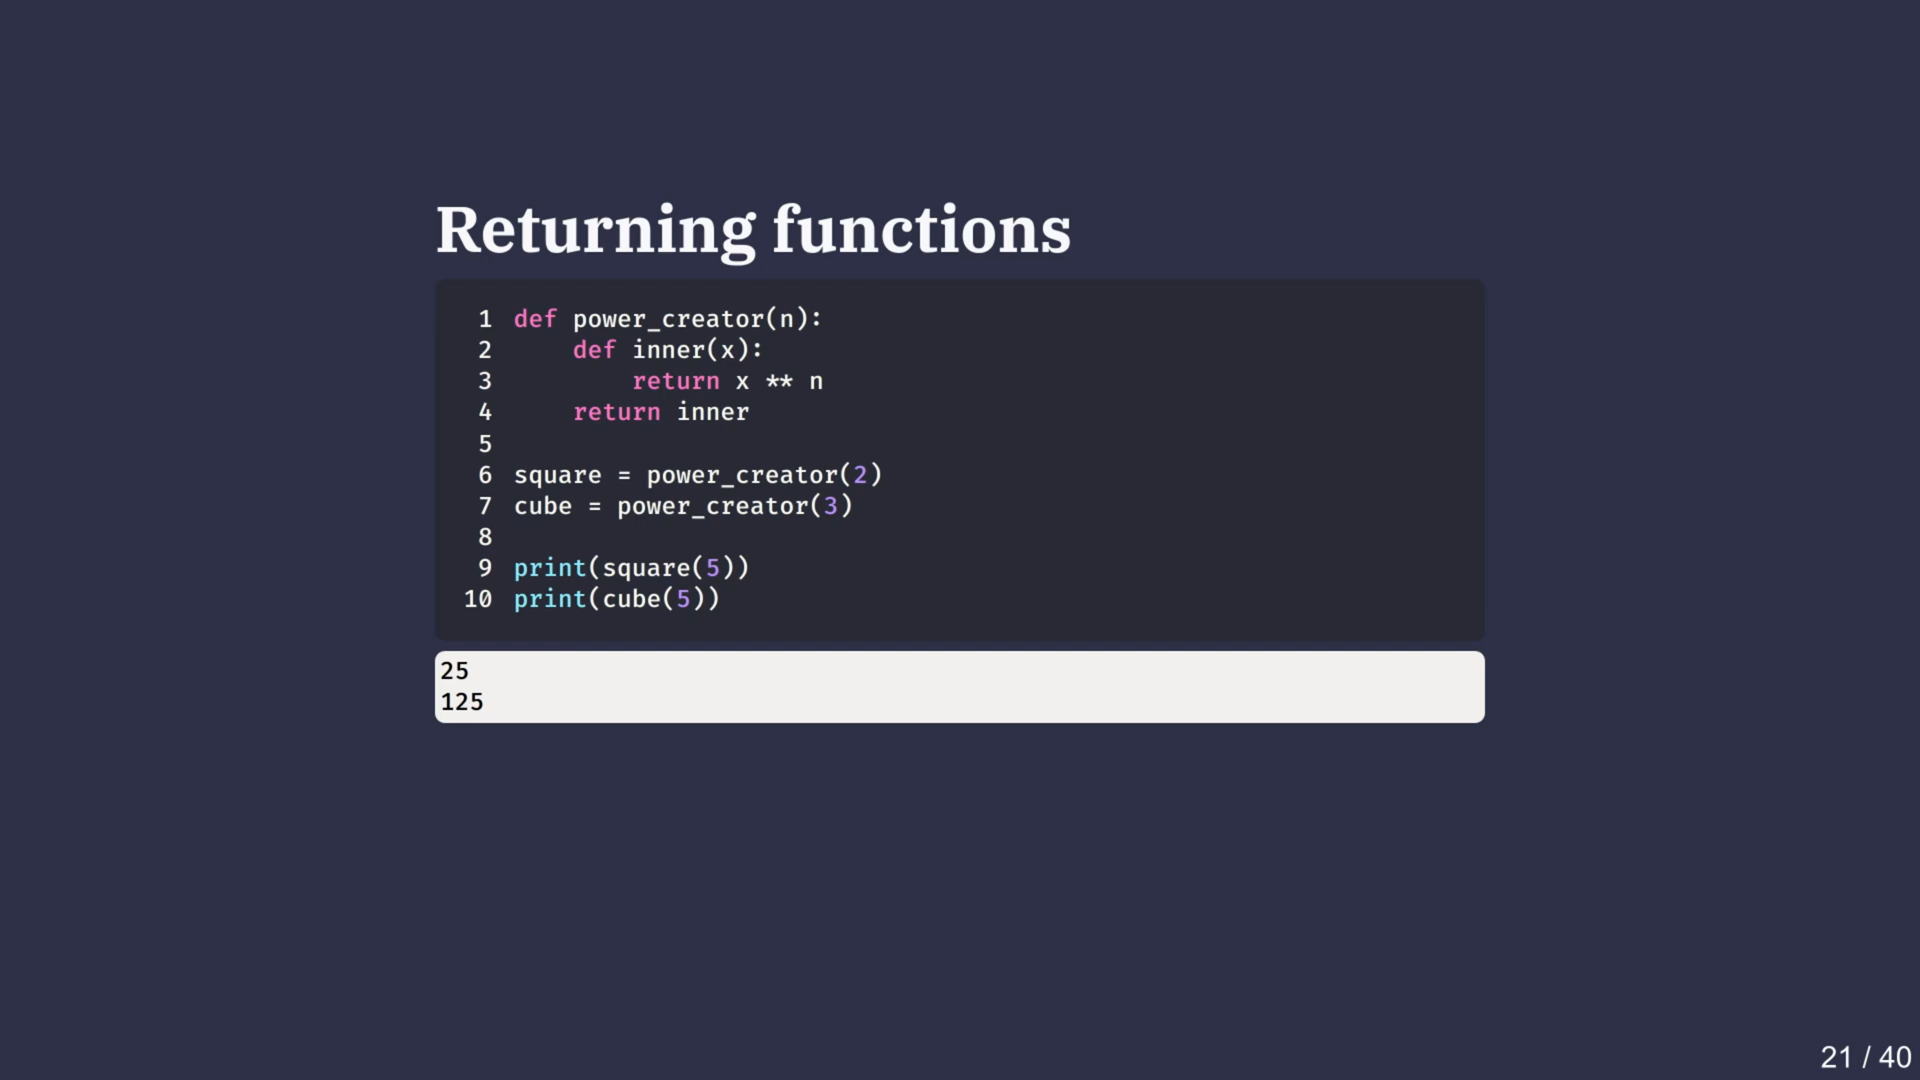 Returning functions
1 def power_creator(n):
2     def inner(x):
3         return x ** n
4     return inner
5
6 square = power_creator(2)
7 cube = power_creator(3)
8
9 print(square(5))
10 print(cube(5))
25
125
21 / 40